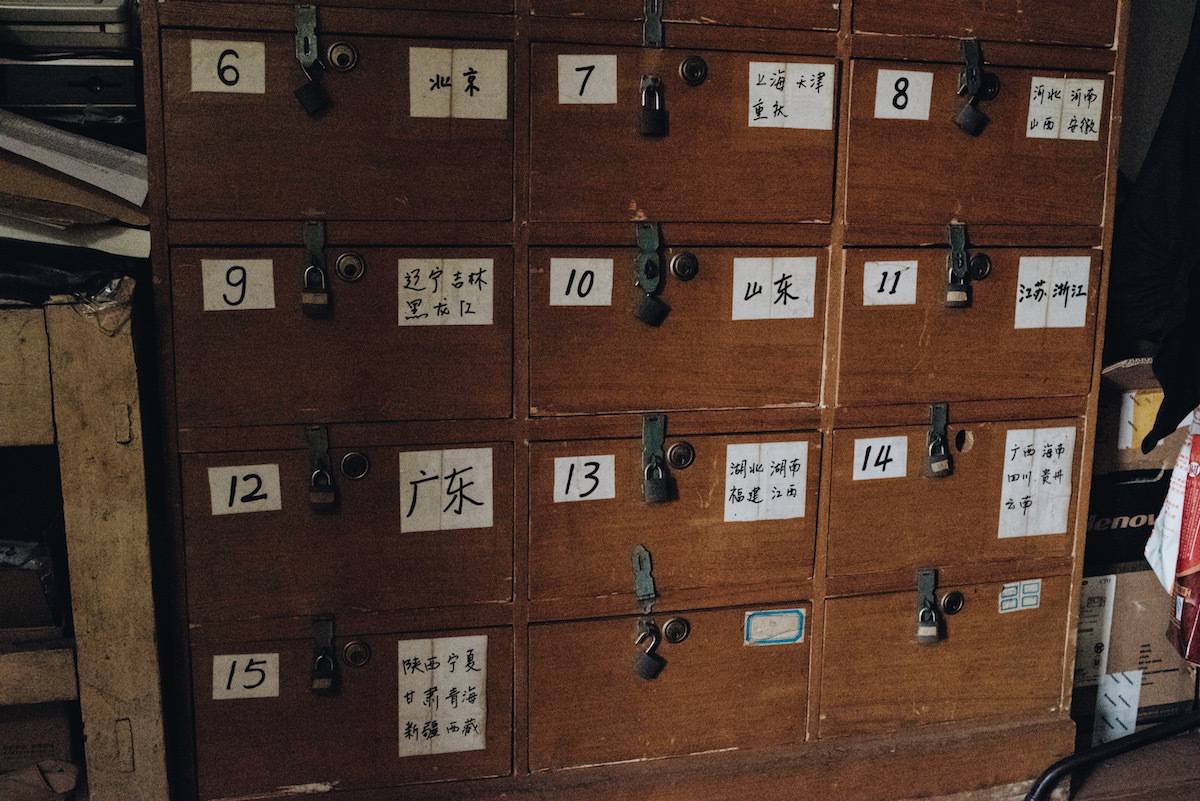 6
北京
7
上海 天津
重庆
8
河北 河南
山西 安徽
9
辽宁 吉林
黑龙江
10
山东
11
江苏 浙江
12
广东
13
湖北 湖南
福建 江西
14
广西 海南
四川 贵州
云南
15
陕西 宁夏
甘肃 青海
新疆 西藏
lenov